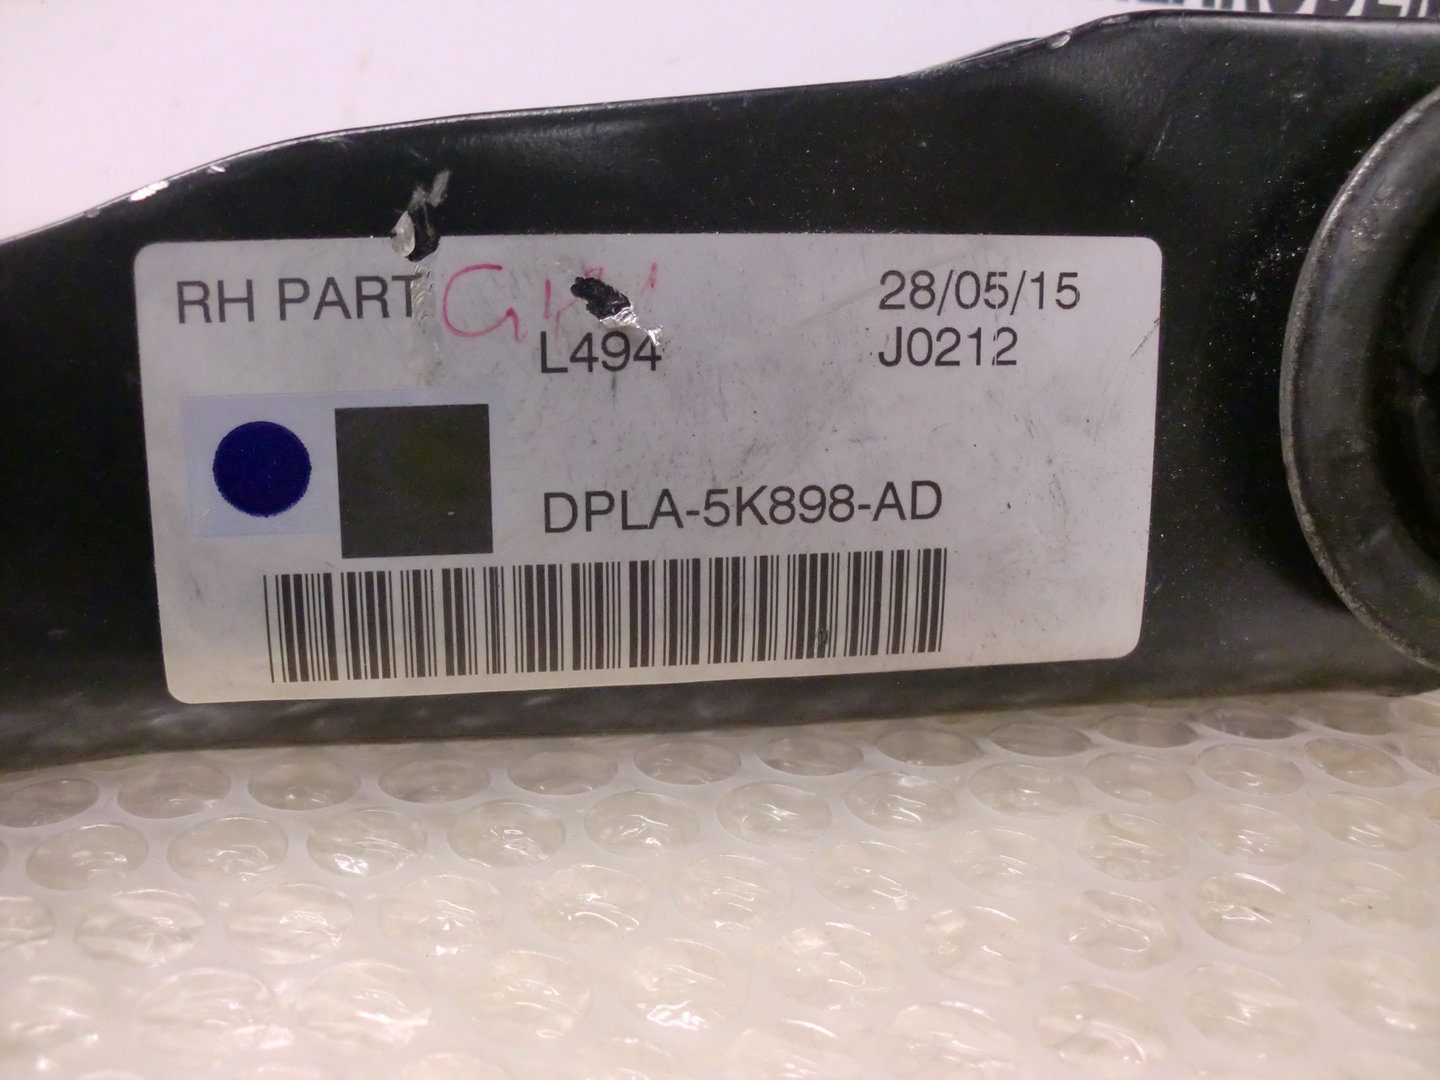 RH PART
28/05/15
L494
J0212
DPLA-5K898-AD